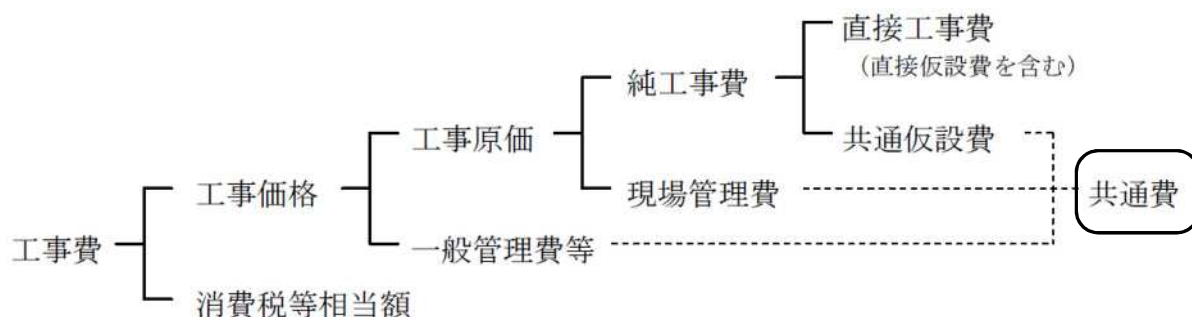 直接工事費
（直接仮設費を含む）
純工事費
工事原価
共通仮設費
工事価格
現場管理費
共通費
工事費
一般管理費等
消費税等相当額